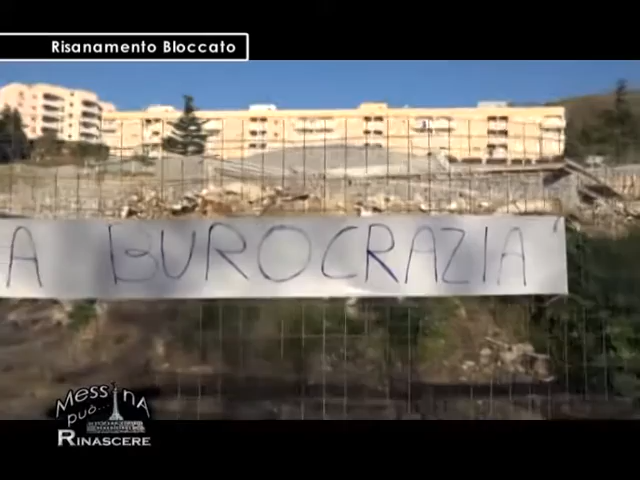 Risanamento Bloccato
A BUROCRAZIA
Messina
può...
RINASCERE